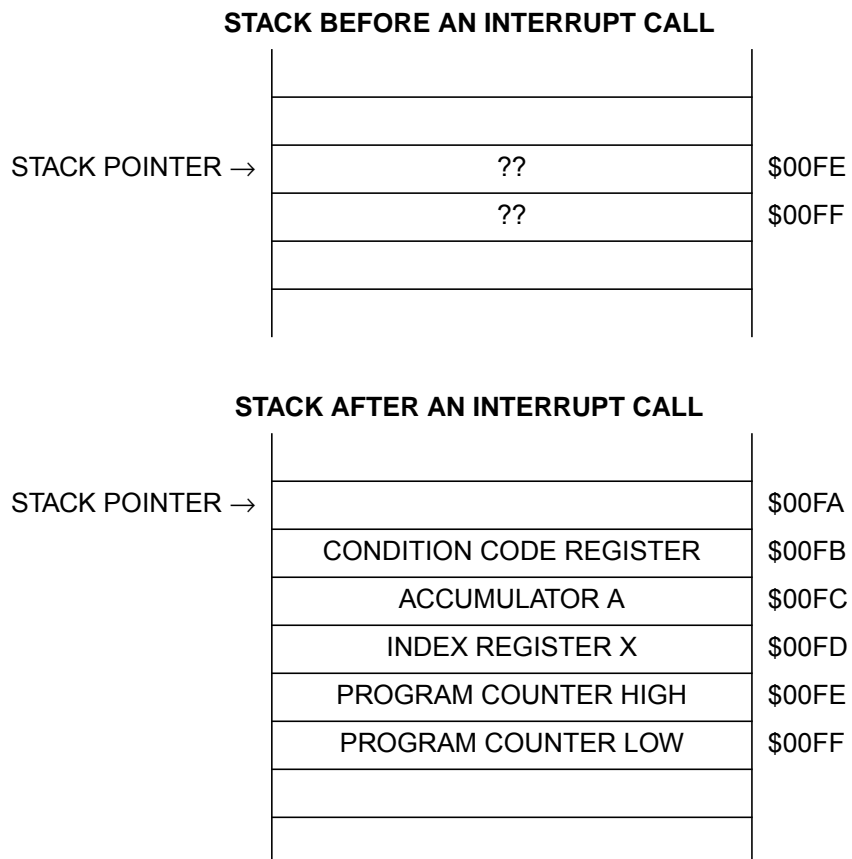 STACK BEFORE AN INTERRUPT CALL
STACK POINTER → ?? $00FE
?? $00FF
STACK AFTER AN INTERRUPT CALL
STACK POINTER → $00FA
CONDITION CODE REGISTER $00FB
ACCUMULATOR A $00FC
INDEX REGISTER X $00FD
PROGRAM COUNTER HIGH $00FE
PROGRAM COUNTER LOW $00FF